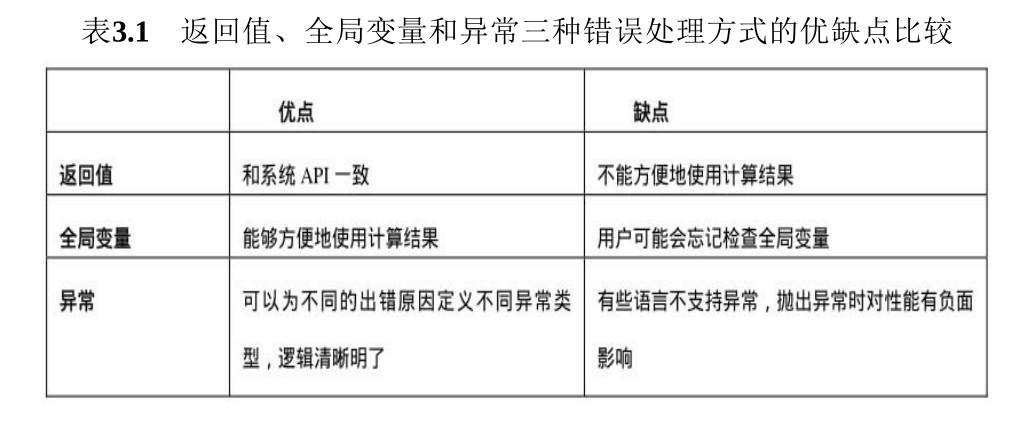 表3.1 返回值、全局变量和异常三种错误处理方式的优缺点比较
优点 缺点
返回值 和系统 API 一致 不能方便地使用计算结果
全局变量 能够方便地使用计算结果 用户可能会忘记检查全局变量
异常 可以为不同的出错原因定义不同异常类 有些语言不支持异常，抛出异常时对性能有负面
型，逻辑清晰明了 影响